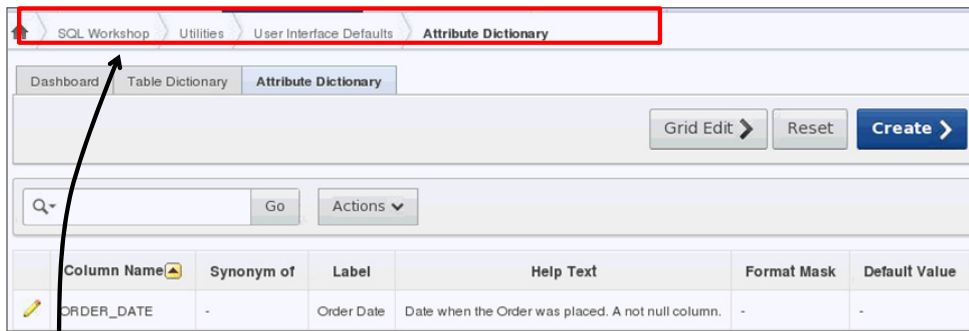 SQL Workshop Utilities User Interface Defaults Attribute Dictionary
Dashboard Table Dictionary Attribute Dictionary
Grid Edit Reset Create
Go Actions
Column Name Synonym of Label Help Text Format Mask Default Value
ORDER_DATE - Order Date Date when the Order was placed. A not null column. - -